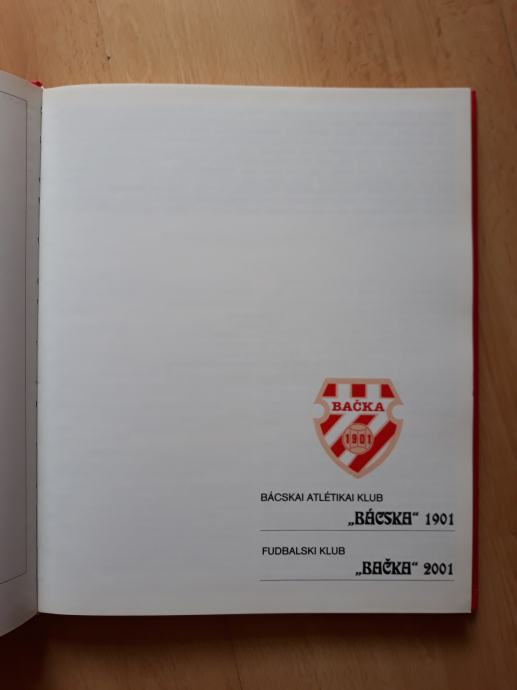 BAČKA
1901
BÁCSKAI ATLÉTIKAI KLUB
„BÁCSKA“ 1901
FUDBALSKI KLUB
„BAČKA“ 2001